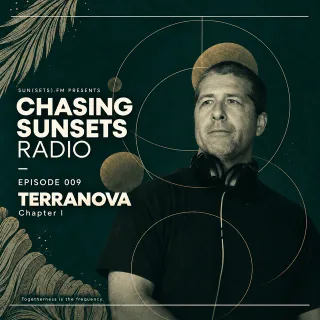 SUN(SETS).FM PRESENTS
CHASING
SUNSETS
RADIO
EPISODE 009
TERRANOVA
Chapter I
Togetherness is the frequency.